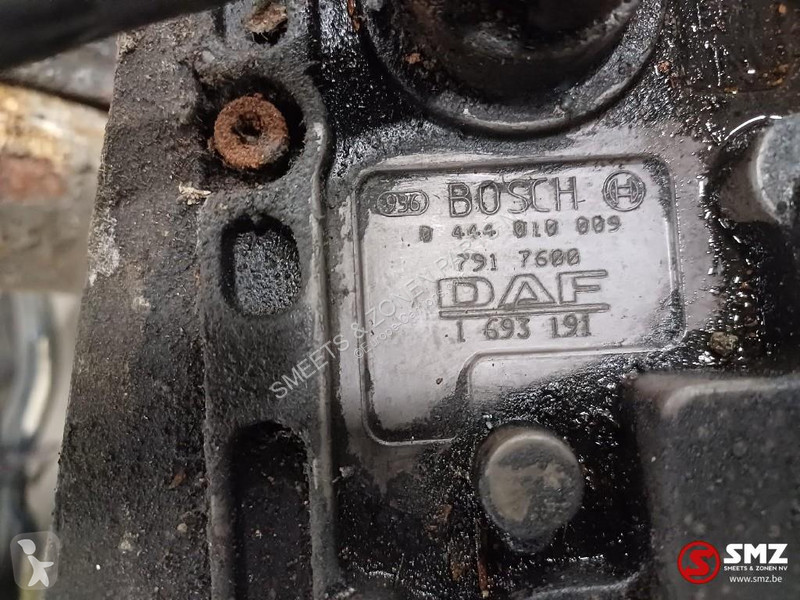 996 BOSCH
0 444 010 009
791 7600
DAF
1 693 191
SMEETS & ZONEN
SMZ
SMEETS & ZONEN NV
www.smz.be